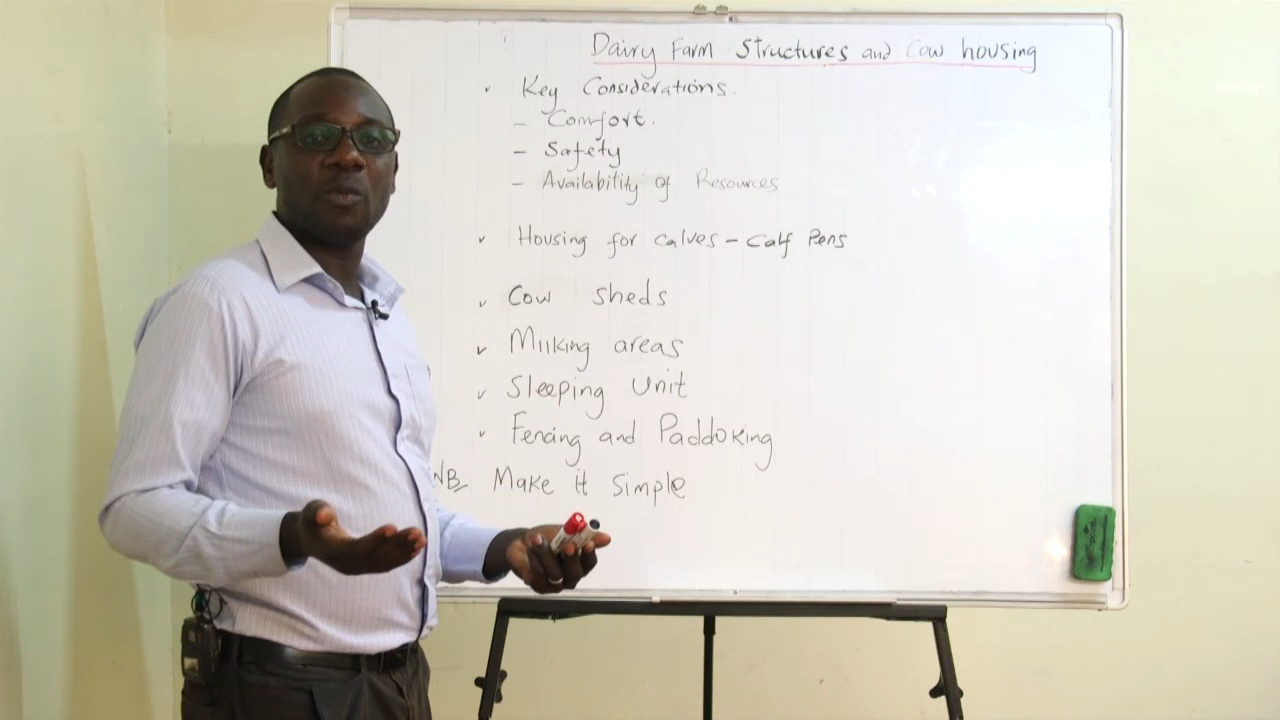 Dairy Farm Structures and Cow housing
Key Considerations.
- Comfort.
- Safety
- Availability of Resources
Housing for calves - Calf Pens
Cow sheds
Milking areas
Sleeping Unit
Fencing and Paddoking
NB Make it simple